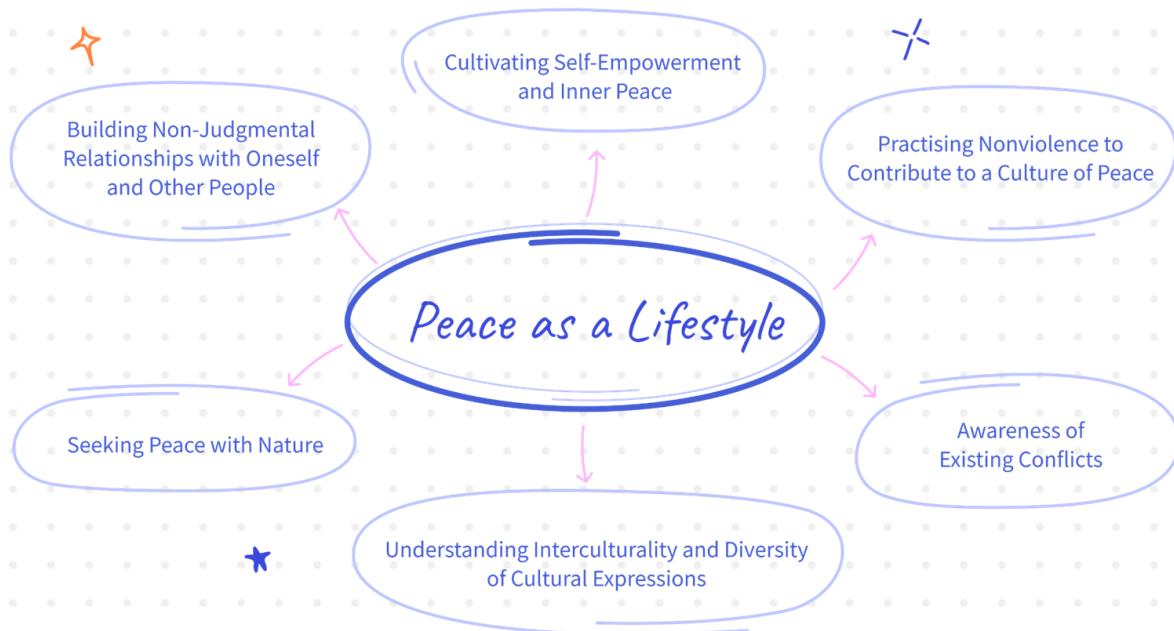 Cultivating Self-Empowerment
and Inner Peace
Building Non-Judgmental
Relationships with Oneself
and Other People
Practising Nonviolence to
Contribute to a Culture of Peace
Peace as a Lifestyle
Seeking Peace with Nature
Awareness of
Existing Conflicts
Understanding Interculturality and Diversity
of Cultural Expressions